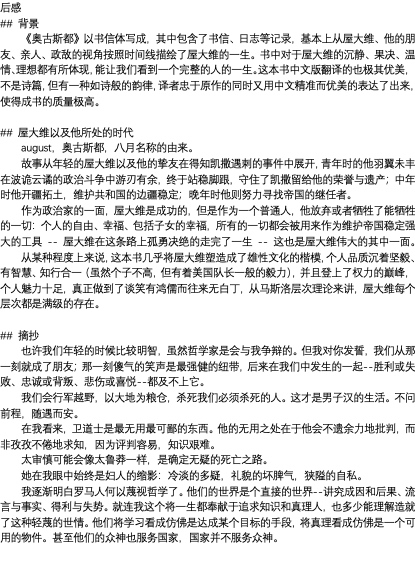 后感
## 背景
《奥古斯都》以书信体写成，其中包含了书信、日志等记录，基本上从屋大维、他的朋
友、亲人、政敌的视角按照时间线描绘了屋大维的一生。书中对于屋大维的沉静、果决、温
情、理想都有所体现，能让我们看到一个完整的人的一生。这本书中文版翻译的也极其优美，
不是诗篇，但有一种如诗般的韵律，译者忠于原作的同时又用中文精准而优美的表达了出来，
使得成书的质量极高。
## 屋大维以及他所处的时代
august，奥古斯都，八月名称的由来。
故事从年轻的屋大维以及他的挚友在得知凯撒遇刺的事件中展开，青年时的他羽翼未丰
在波诡云谲的政治斗争中游刃有余，终于站稳脚跟，守住了凯撒留给他的荣誉与遗产；中年
时他开疆拓土，维护共和国的边疆稳定；晚年时他则努力寻找帝国的继任者。
作为政治家的一面，屋大维是成功的，但是作为一个普通人，他放弃或者牺牲了能牺牲
的一切：个人的自由、幸福、包括子女的幸福，所有的一切都会被用来作为维护帝国稳定强
大的工具 -- 屋大维在这条路上孤勇决绝的走完了一生 -- 这也是屋大维伟大的其中一面。
从某种程度上来说，这本书几乎将屋大维塑造成了雄性文化的楷模，个人品质沉着坚毅、
有智慧、知行合一（虽然个子不高，但有着美国队长一般的毅力），并且登上了权力的巅峰，
个人魅力十足，真正做到了谈笑有鸿儒而往来无白丁，从马斯洛层次理论来讲，屋大维每个
层次都是满级的存在。
## 摘抄
也许我们年轻的时候比较明智，虽然哲学家是会与我争辩的。但我对你发誓，我们从那
一刻就成了朋友；那一刻傻气的笑声是最强健的纽带，后来在我们中发生的一起--胜利或失
败、忠诚或背叛、悲伤或喜悦--都及不上它。
我们会行军越野，以大地为粮仓，杀死我们必须杀死的人。这才是男子汉的生活。不问
前程，随遇而安。
在我看来，卫道士是最无用最可鄙的东西。他的无用之处在于他会不遗余力地批判，而
非孜孜不倦地求知，因为评判容易，知识艰难。
太审慎可能会像太鲁莽一样，是确定无疑的死亡之路。
她在我眼中始终是妇人的缩影：冷淡的多疑，礼貌的坏脾气，狭隘的自私。
我逐渐明白罗马人何以蔑视哲学了。他们的世界是个直接的世界--讲究成因和后果、流
言与事实、得利与失势。就连我这个将一生都奉献于追求知识和真理人，也多少能理解造就
了这种轻蔑的世情。他们将学习看成仿佛是达成某个目标的手段，将真理看成仿佛是一个可
用的物件。甚至他们的众神也服务国家，国家并不服务众神。